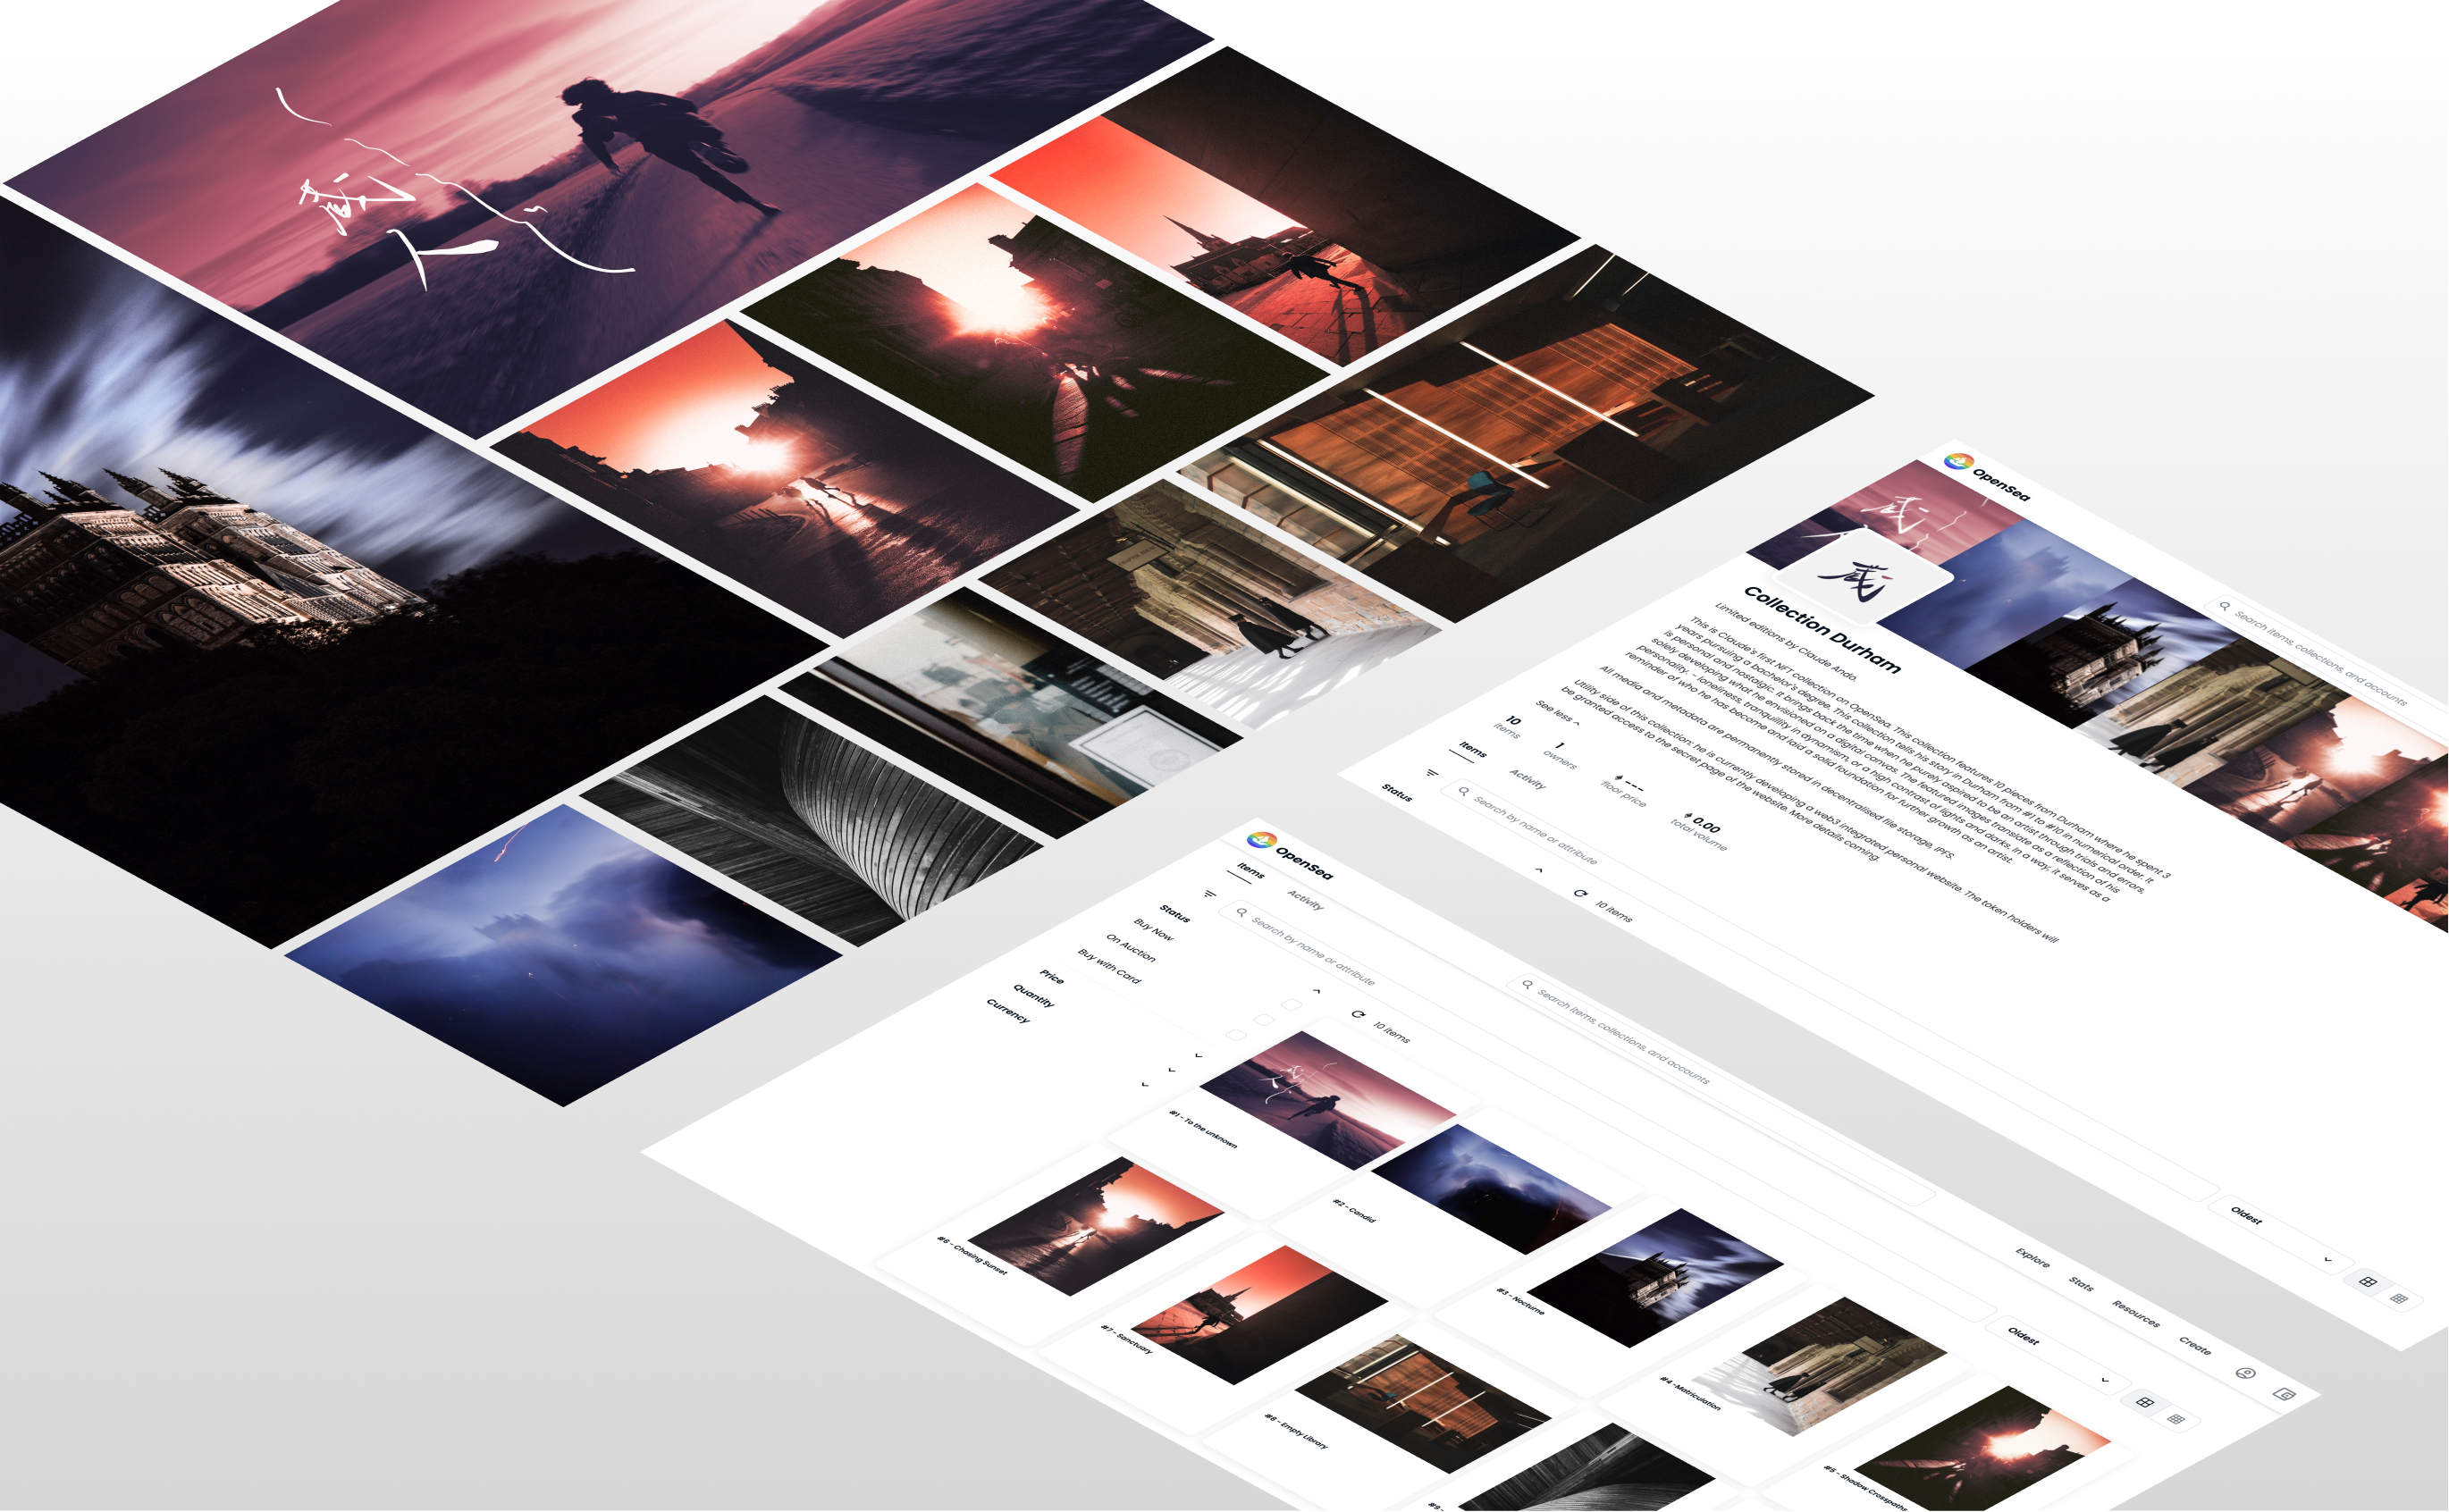 蔵人
OpenSea
Search items, collections, and accounts
蔵
蔵
Collection Durham
Limited editions by Claude Ando.
This is Claude's first NFT collection on OpenSea. This collection features 10 pieces from Durham where he spent 3
years pursuing a bachelor's degree. This collection tells his story in Durham from #1 to #10 in numerical order. It
is personal and nostalgic. It brings back the time when he purely aspired to be an artist through trials and errors,
solely developing what he envisioned on a digital canvas. The featured images translate as a reflection of his
personality. - loneliness, tranquillity in dynamism, or a high contrast of lights and darks. In a way, it serves as a
reminder of who he has become and laid a solid foundation for further growth as an artist.
All media and metadata are permanently stored in decentralised file storage, IPFS.
Utility side of this collection: he is currently developing a web3 integrated personal website. The token holders will
be granted access to the secret page of the website. More details coming.
See less
10
items
1
owners
---
floor price
0.00
total volume
Items
Activity
Search by name or attribute
Oldest
Status
10 items
OpenSea
Search items, collections, and accounts
Explore
Stats
Resources
Create
Items
Activity
Search by name or attribute
Oldest
Status
Buy Now
On Auction
Buy with Card
Price
Quantity
Currency
10 items
#1 - To the unknown
#2 - Candid
#3 - Nocturne
#4 -Matriculation
#5 - Shadow Crosspaths
#6 - Chasing Sunset
#7 - Sanctuary
#8 - Empty Library
#9 -